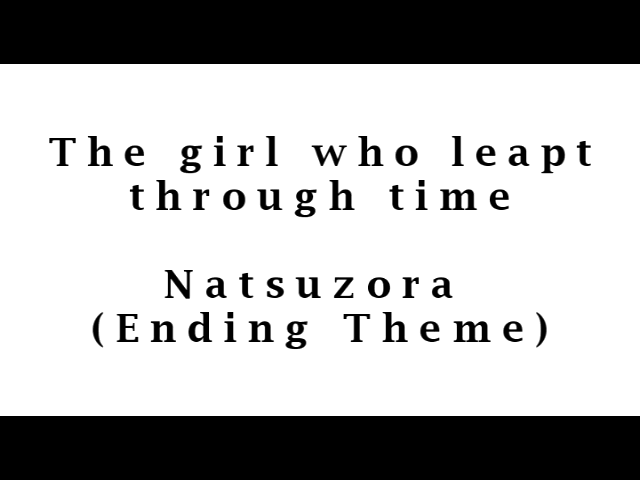 The girl who leapt
through time
Natsuzora
(Ending Theme)